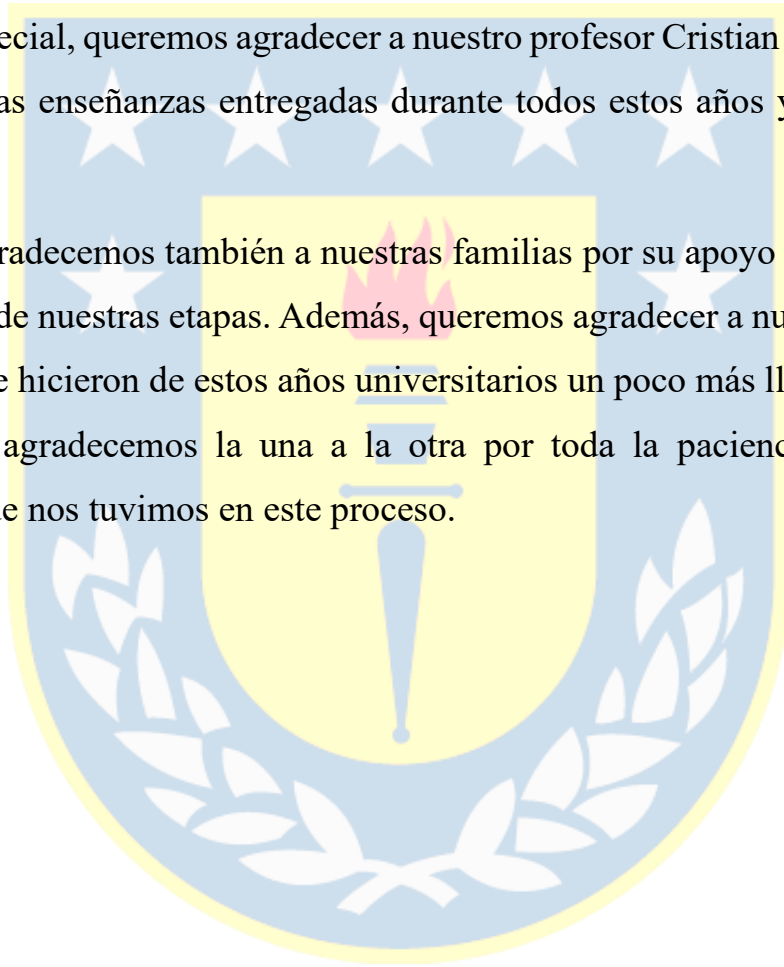 ecial, queremos agradecer a nuestro profesor Cristian
as enseñanzas entregadas durante todos estos años y
radecemos también a nuestras familias por su apoyo
de nuestras etapas. Además, queremos agradecer a nu
e hicieron de estos años universitarios un poco más ll
agradecemos la una a la otra por toda la pacienc
e nos tuvimos en este proceso.